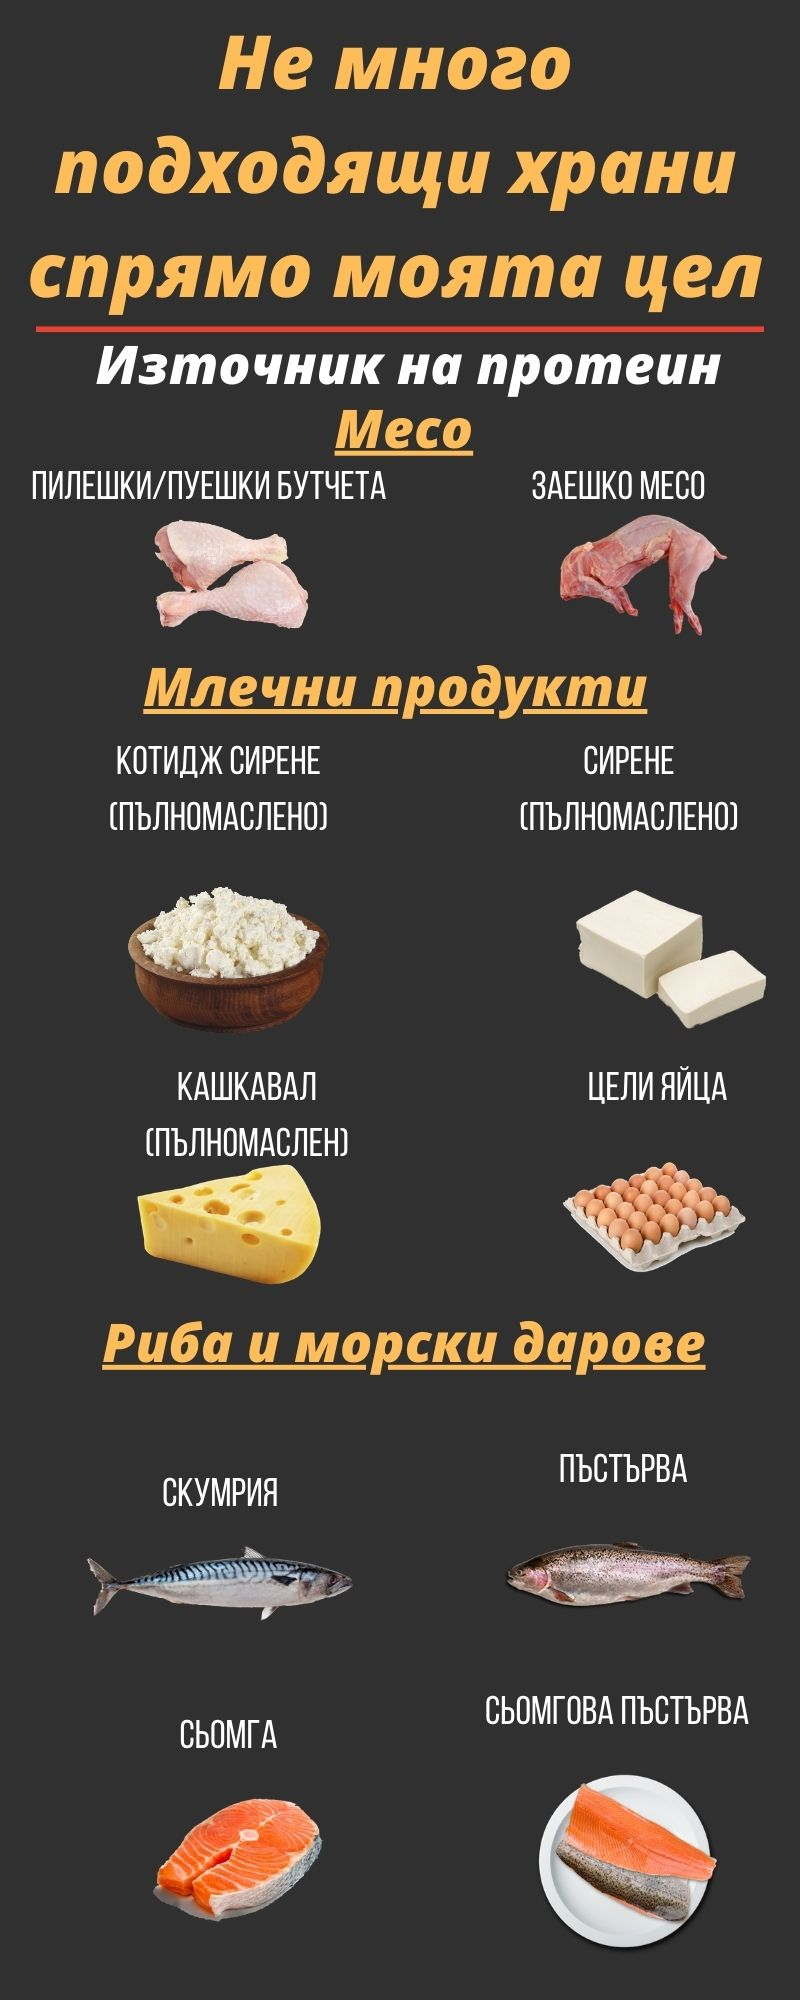 Не много
подходящи храни
спрямо моята цел
Източник на протеин
Месо
ПИЛЕШКИ/ПУЕШКИ БУТЧЕТА
ЗАЕШКО МЕСО
Млечни продукти
КОТИДЖ СИРЕНЕ
(ПЪЛНОМАСЛЕНО)
СИРЕНЕ
(ПЪЛНОМАСЛЕНО)
КАШКАВАЛ
(ПЪЛНОМАСЛЕН)
ЦЕЛИ ЯЙЦА
Риба и морски дарове
СКУМРИЯ
ПЪСТЪРВА
СЬОМГА
СЬОМГОВА ПЪСТЪРВА